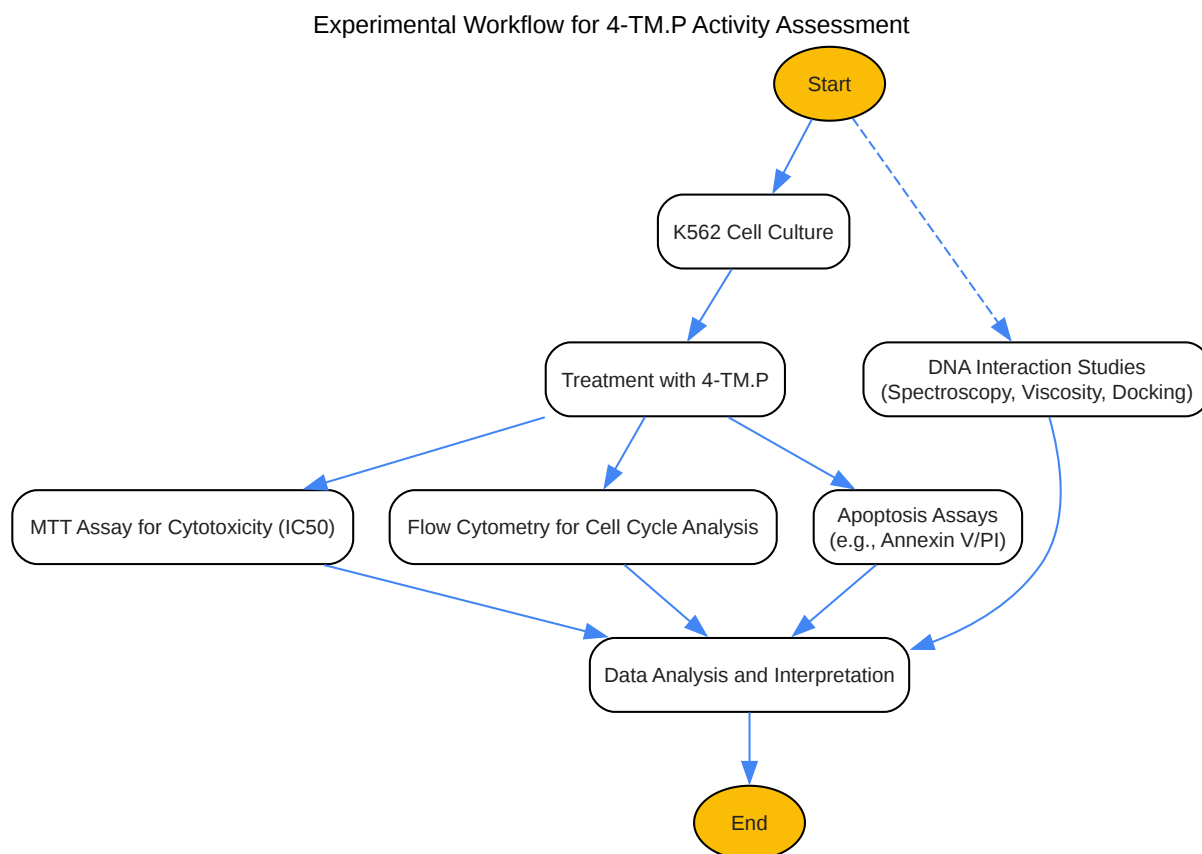 Experimental Workflow for 4-TM.P Activity Assessment
Start
K562 Cell Culture
Treatment with 4-TM.P
DNA Interaction Studies
(Spectroscopy, Viscosity, Docking)
MTT Assay for Cytotoxicity (IC50)
Flow Cytometry for Cell Cycle Analysis
Apoptosis Assays
(e.g., Annexin V/PI)
Data Analysis and Interpretation
End